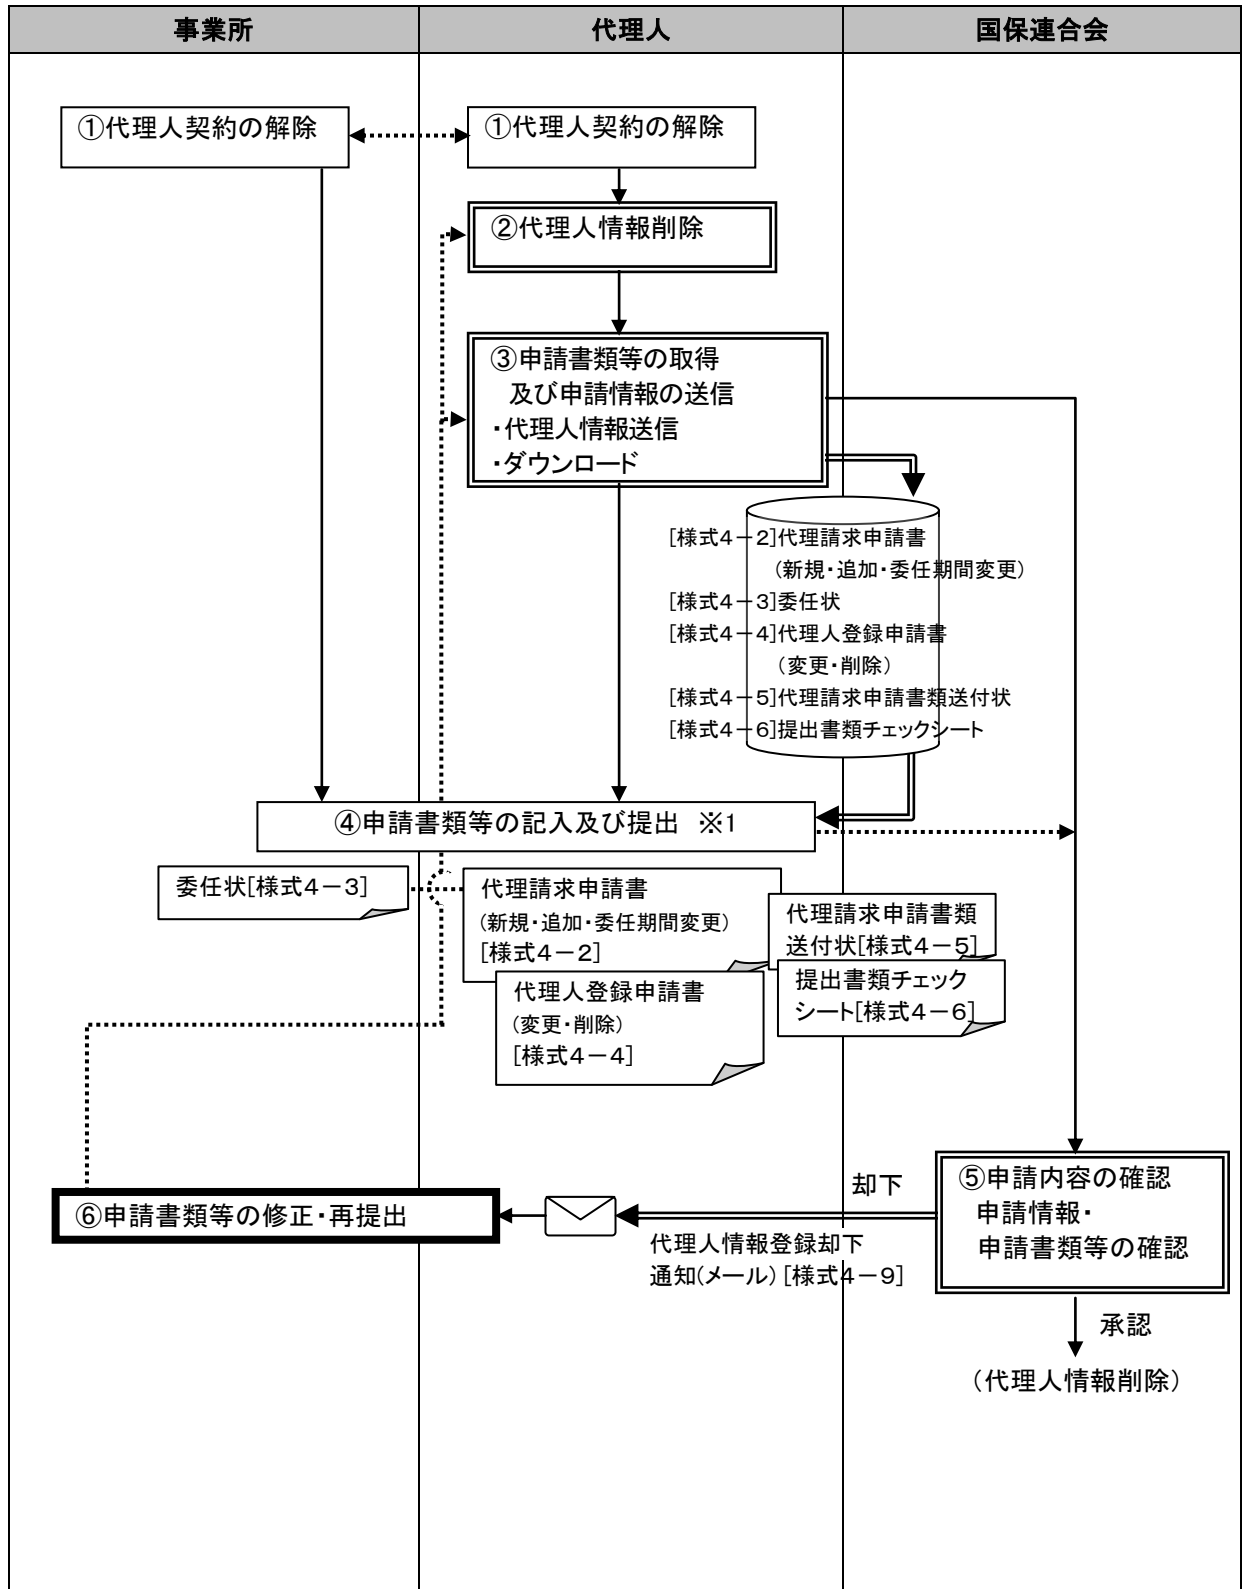 事業所
代理人
国保連合会
①代理人契約の解除
①代理人契約の解除
②代理人情報削除
③申請書類等の取得
及び申請情報の送信
・代理人情報送信
・ダウンロード
[様式4－2]代理請求申請書
(新規・追加・委任期間変更)
[様式4－3]委任状
[様式4－4]代理人登録申請書
(変更・削除)
[様式4－5]代理請求申請書類送付状
[様式4－6]提出書類チェックシート
④申請書類等の記入及び提出 ※1
委任状[様式4－3]
代理請求申請書
(新規・追加・委任期間変更)
[様式4－2]
代理請求申請書類
送付状[様式4－5]
代理人登録申請書
(変更・削除)
[様式4－4]
提出書類チェック
シート[様式4－6]
⑤申請内容の確認
申請情報・
申請書類等の確認
却下
⑥申請書類等の修正・再提出
代理人情報登録却下
通知(メール) [様式4－9]
承認
(代理人情報削除)